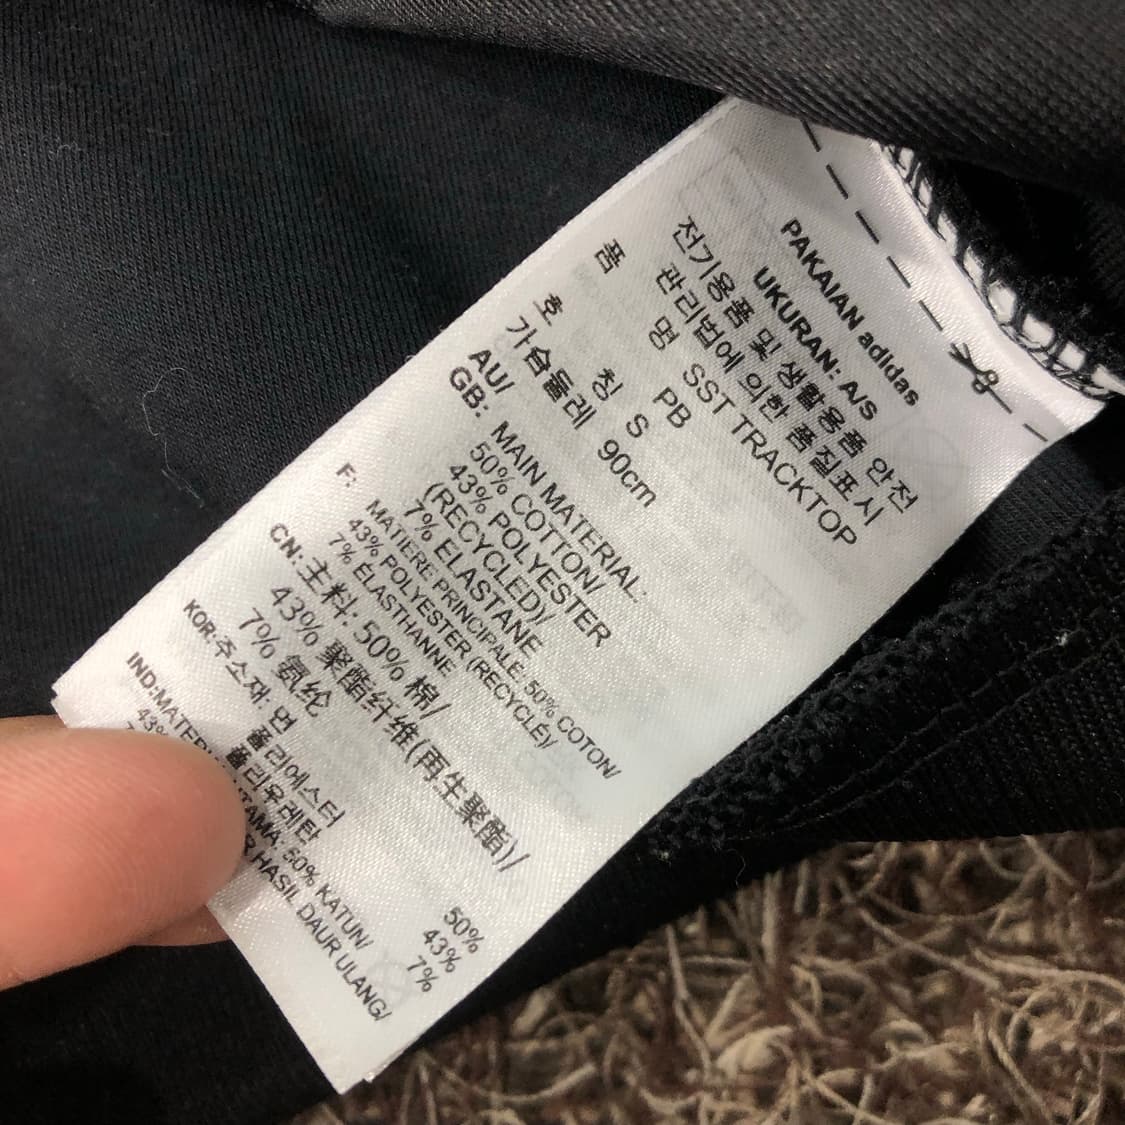 PAKAIAN adidas
UKURAN: A/S
전기용품 및 생활용품 안전
관리법에 의한 품질표시
품 명 SST TRACKTOP
PB
호 칭 S
가슴둘레 90cm
AU/
GB: MAIN MATERIAL:
50% COTTON/
43% POLYESTER
(RECYCLED)/
7% ELASTANE
F: MATIERE PRINCIPALE: 50% COTON/
43% POLYESTER (RECYCLÉ)/
7% ÉLASTHANNE
CN:主料: 50% 棉/
43% 聚酯纤维(再生聚酯)/
7% 氨纶
KOR:주소재: 면 50%
폴리에스터 43%
폴리우레탄 7%
IND:MATERI TAMA: 50% KATUN/
43% R HASIL DAUR ULANG/